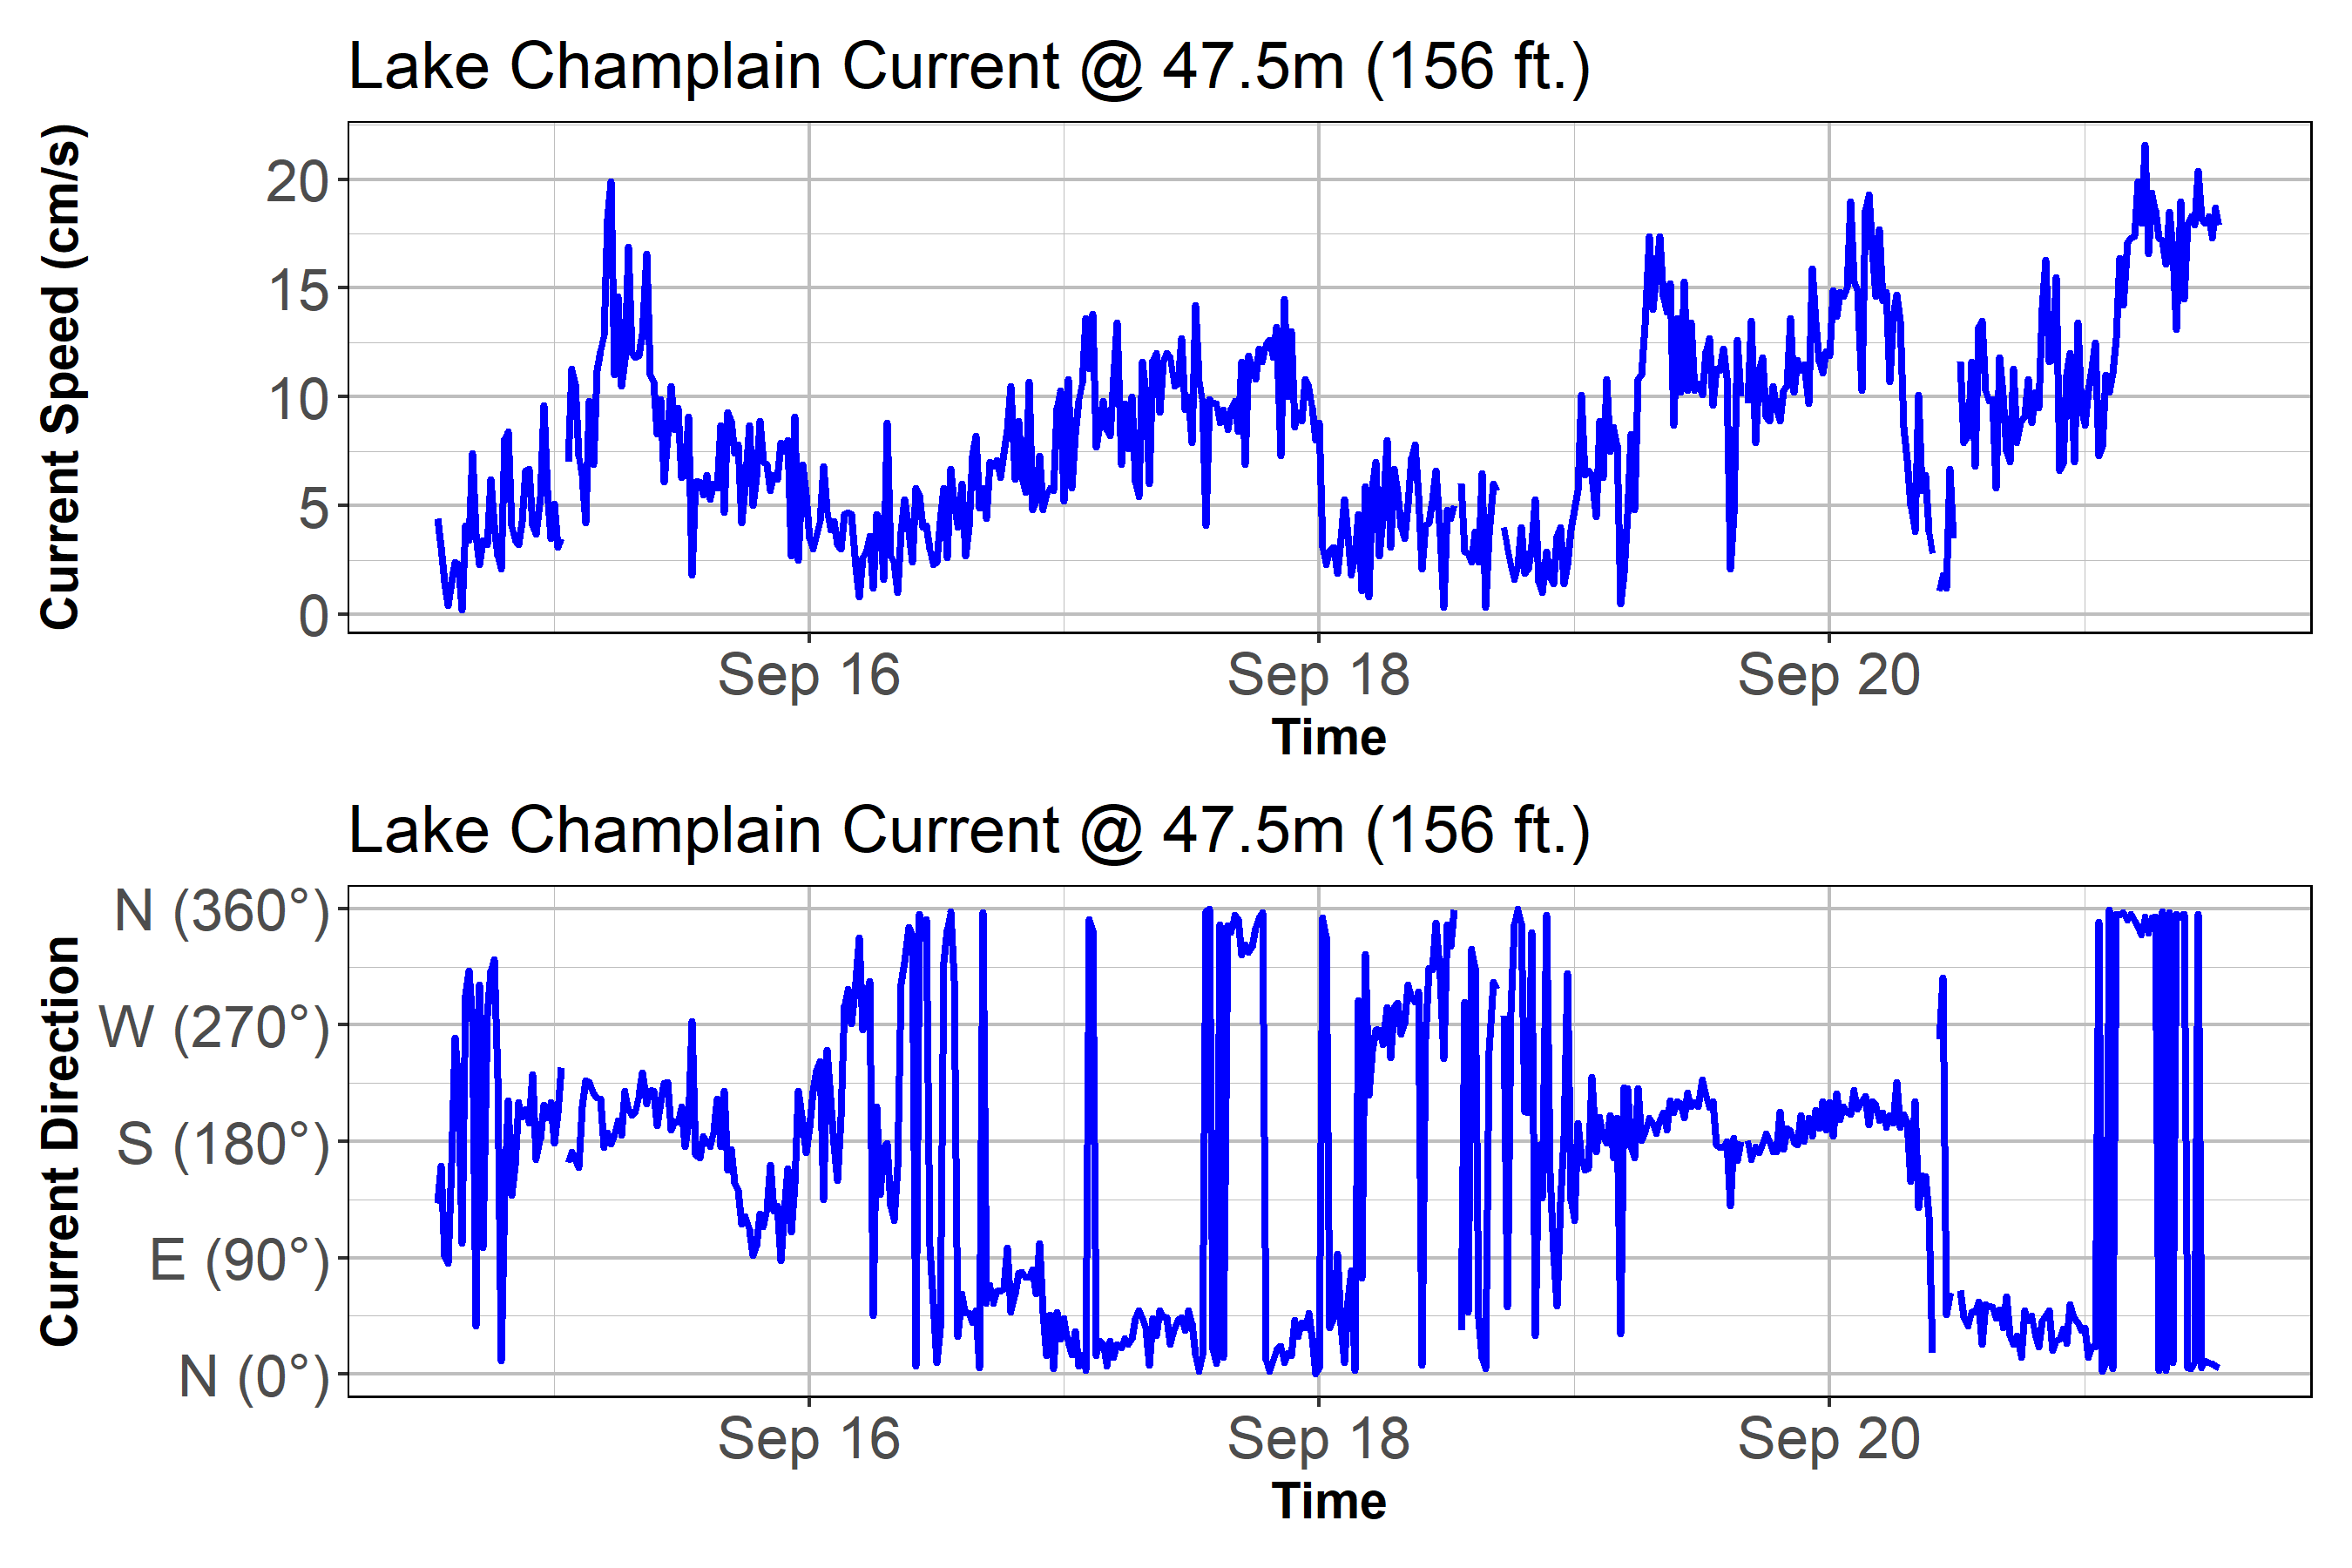 Lake Champlain Current @ 47.5m (156 ft.)
Current Speed (cm/s)
20
15
10
5
0
Sep 16 Sep 18 Sep 20
Time
Lake Champlain Current @ 47.5m (156 ft.)
Current Direction
N (360°)
W (270°)
S (180°)
E (90°)
N (0°)
Sep 16 Sep 18 Sep 20
Time